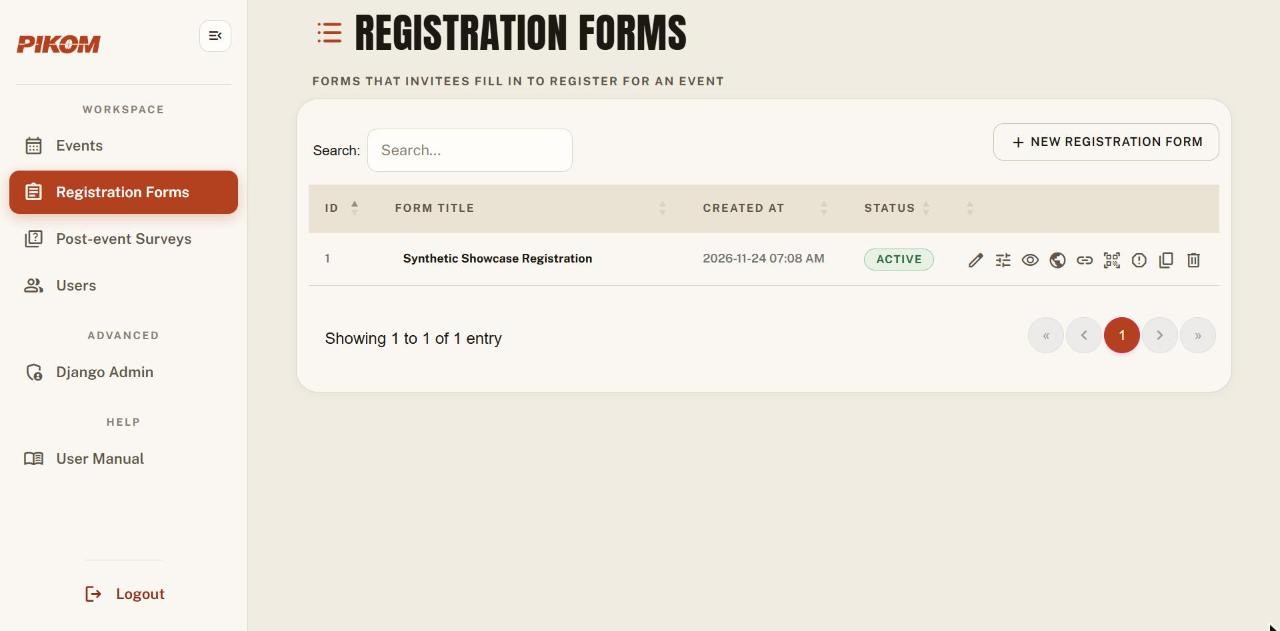 PIKOM
WORKSPACE
Events
Registration Forms
Post-event Surveys
Users
ADVANCED
Django Admin
HELP
User Manual
Logout
REGISTRATION FORMS
FORMS THAT INVITEES FILL IN TO REGISTER FOR AN EVENT
Search: Search...
+ NEW REGISTRATION FORM
ID FORM TITLE CREATED AT STATUS
1 Synthetic Showcase Registration 2026-11-24 07:08 AM ACTIVE
Showing 1 to 1 of 1 entry
« ‹ 1 › »